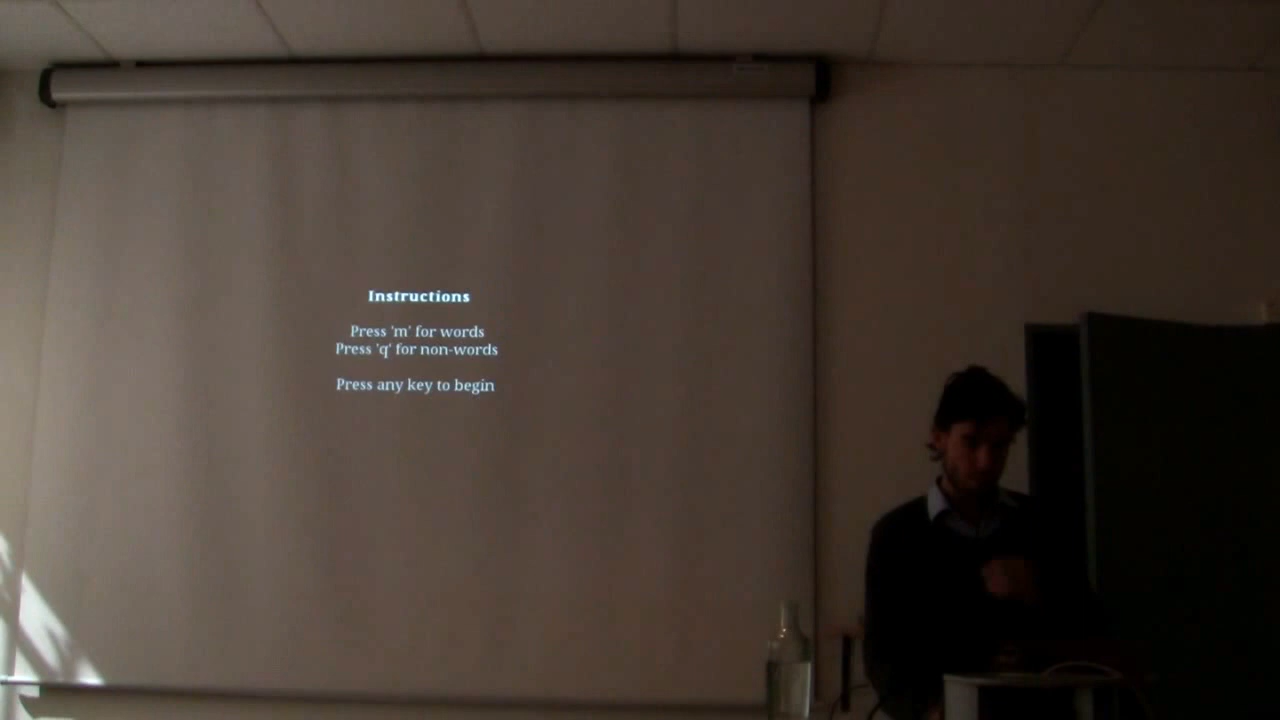 Instructions
Press 'm' for words
Press 'q' for non-words
Press any key to begin